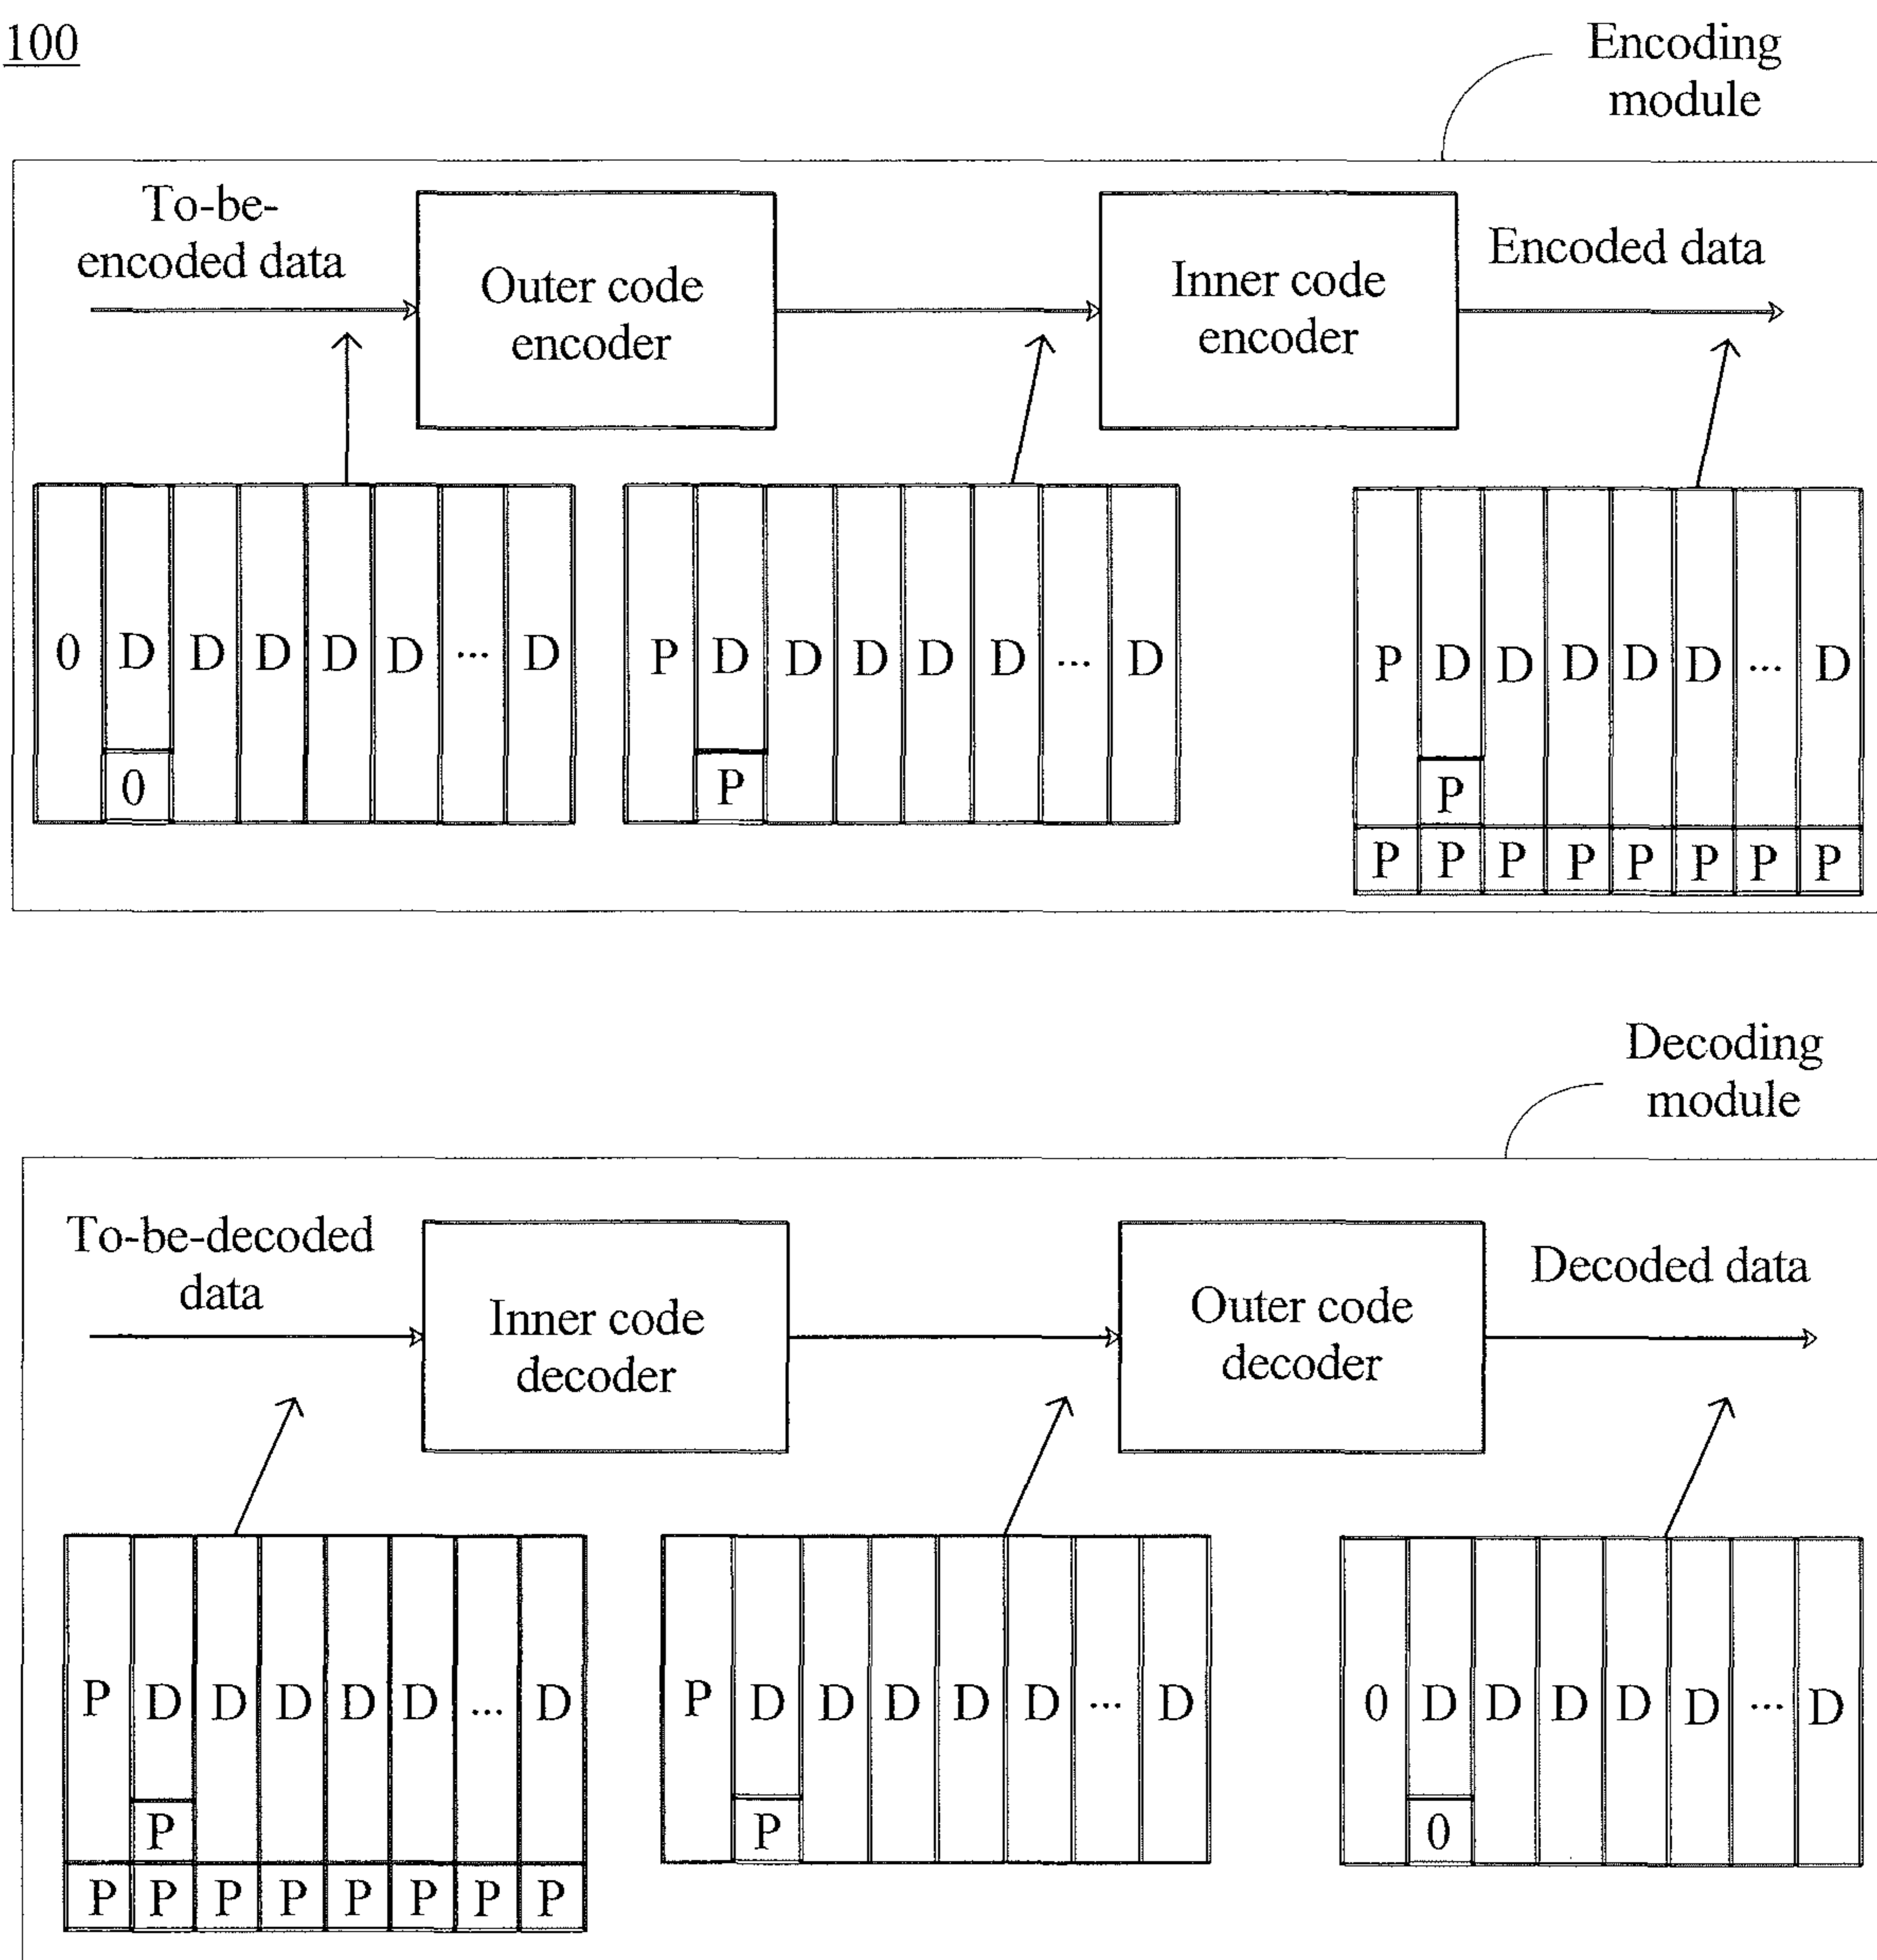 100
Encoding
module
To-be-
encoded data
Outer code
encoder
Inner code
encoder
Encoded data
0 D D D D D ... D
0
P D D D D D ... D
P
P D D D D D ... D
P
P P P P P P P P
Decoding
module
To-be-decoded
data
Inner code
decoder
Outer code
decoder
Decoded data
P D D D D D ... D
P
P P P P P P P P
P D D D D D ... D
P
0 D D D D D ... D
0